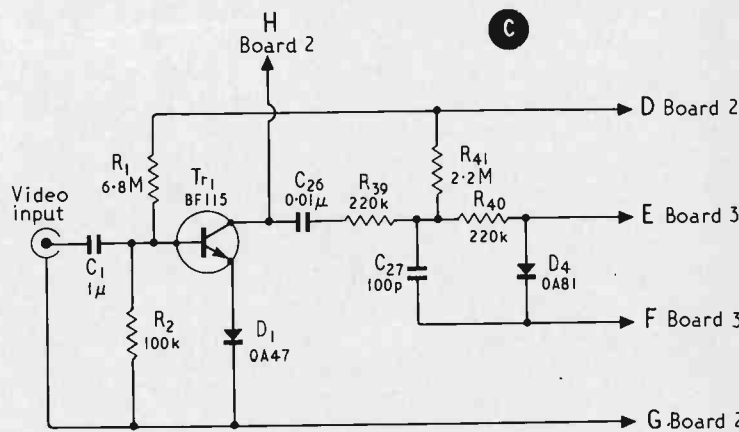 H
Board 2
C
D Board 2
R1
6·8M
Tr1
BF115
C26
0·01μ
R39
220k
R41
2·2M
R40
220k
Video
input
E Board 3
C1
1μ
C27
100p
D4
OA81
R2
100k
D1
OA47
F Board 3
G Board 2